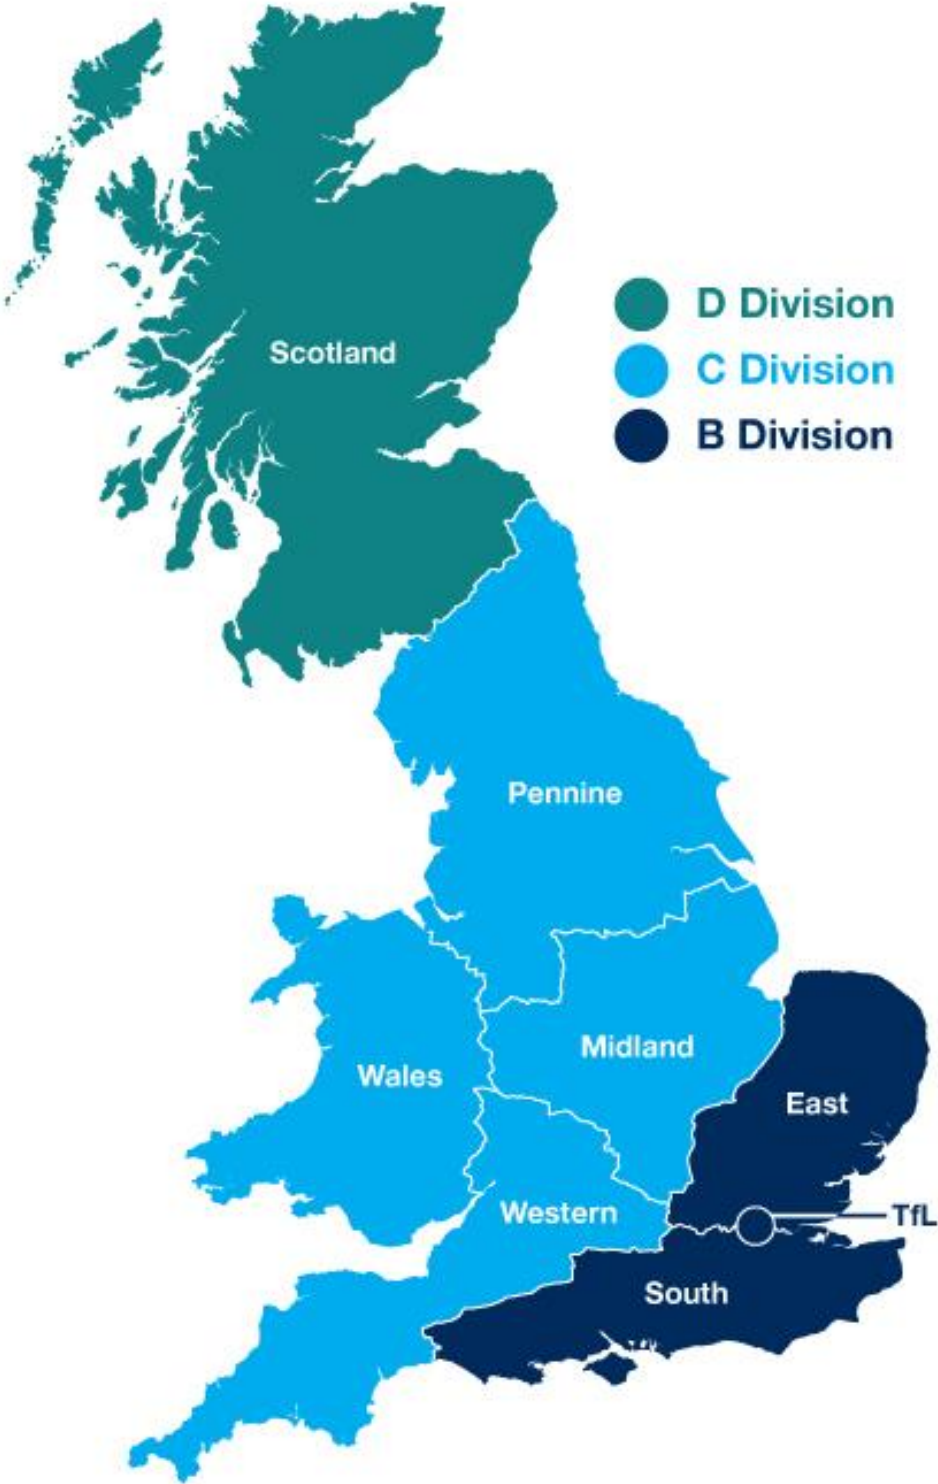 D Division
C Division
B Division
Scotland
Pennine
Midland
Wales
East
Western
TfL
South